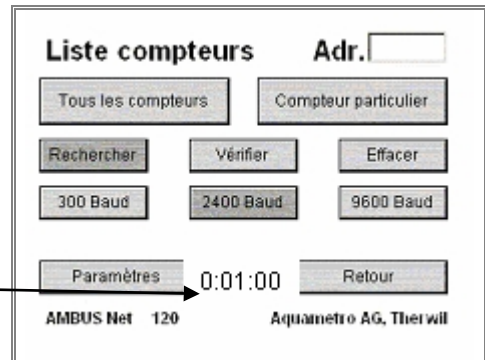 Liste compteurs Adr.
Tous les compteurs Compteur particulier
Rechercher Vérifier Effacer
300 Baud 2400 Baud 9600 Baud
Paramètres 0:01:00 Retour
AMBUS Net 120 Aquametro AG, Therwil